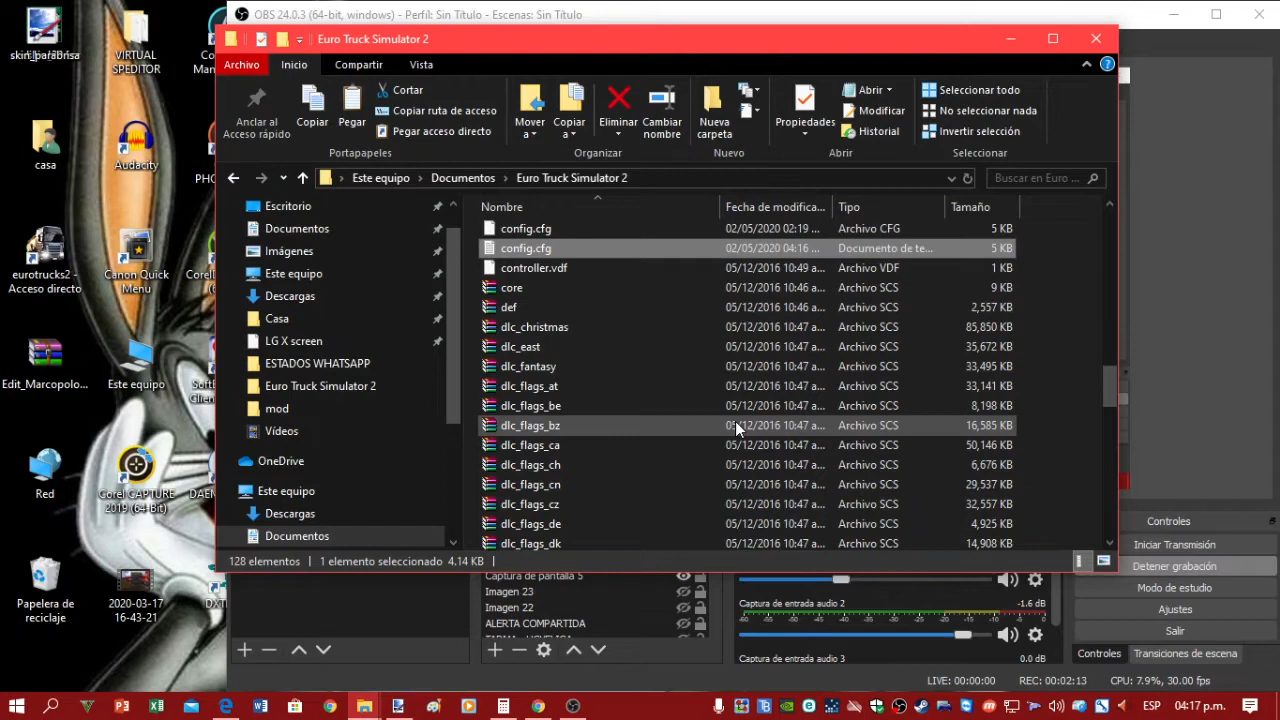 OBS 24.0.3 (64-bit, windows) - Perfil: Sin Título - Escenas: Sin Título
Euro Truck Simulator 2
Archivo Inicio Compartir Vista
Anclar al
Acceso rápido
Copiar
Pegar
Cortar
Copiar ruta de acceso
Pegar acceso directo
Portapapeles
Mover
a
Copiar
a
Eliminar
Cambiar
nombre
Organizar
Nueva
carpeta
Nuevo
Propiedades
Abrir
Modificar
Historial
Abrir
Seleccionar todo
No seleccionar nada
Invertir selección
Seleccionar
Este equipo > Documentos > Euro Truck Simulator 2
Buscar en Euro ...
Escritorio
Documentos
Imágenes
Este equipo
Descargas
Casa
LG X screen
ESTADOS WHATSAPP
Euro Truck Simulator 2
mod
Vídeos
OneDrive
Este equipo
Descargas
Documentos
Nombre Fecha de modifica... Tipo Tamaño
config.cfg 02/05/2020 02:19 ... Archivo CFG 5 KB
config.cfg 02/05/2020 04:16 ... Documento de te... 5 KB
controller.vdf 05/12/2016 10:49 a... Archivo VDF 1 KB
core 05/12/2016 10:46 a... Archivo SCS 9 KB
def 05/12/2016 10:46 a... Archivo SCS 2,557 KB
dlc_christmas 05/12/2016 10:47 a... Archivo SCS 85,850 KB
dlc_east 05/12/2016 10:47 a... Archivo SCS 35,672 KB
dlc_fantasy 05/12/2016 10:47 a... Archivo SCS 33,495 KB
dlc_flags_at 05/12/2016 10:47 a... Archivo SCS 33,141 KB
dlc_flags_be 05/12/2016 10:47 a... Archivo SCS 8,198 KB
dlc_flags_bz 05/12/2016 10:47 a... Archivo SCS 16,585 KB
dlc_flags_ca 05/12/2016 10:47 a... Archivo SCS 50,146 KB
dlc_flags_ch 05/12/2016 10:47 a... Archivo SCS 6,676 KB
dlc_flags_cn 05/12/2016 10:47 a... Archivo SCS 29,537 KB
dlc_flags_cz 05/12/2016 10:47 a... Archivo SCS 32,557 KB
dlc_flags_de 05/12/2016 10:47 a... Archivo SCS 4,925 KB
dlc_flags_dk 05/12/2016 10:47 a... Archivo SCS 14,908 KB
128 elementos 1 elemento seleccionado 4.14 KB
VIRTUAL
SPEDITOR
casa
Audacity
eurotrucks2 -
Acceso directo
Canon Quick
Menu
Edit_Marcopolo...
Este equipo
Red
Corel CAPTURE
2019 (64-Bit)
Papelera de
reciclaje
2020-03-17
16-43-21
Captura de pantalla 5
Imagen 23
Imagen 22
ALERTA COMPARTIDA
Captura de entrada audio 2 -1.6 dB
-60 -55 -50 -45 -40 -35 -30 -25 -20 -15 -10 -5 0
Captura de entrada audio 3 0.0 dB
Controles
Iniciar Transmisión
Detener grabación
Modo de estudio
Ajustes
Salir
Controles Transiciones de escena
LIVE: 00:00:00 REC: 00:02:13 CPU: 7.9%, 30.00 fps
ESP 04:17 p.m.